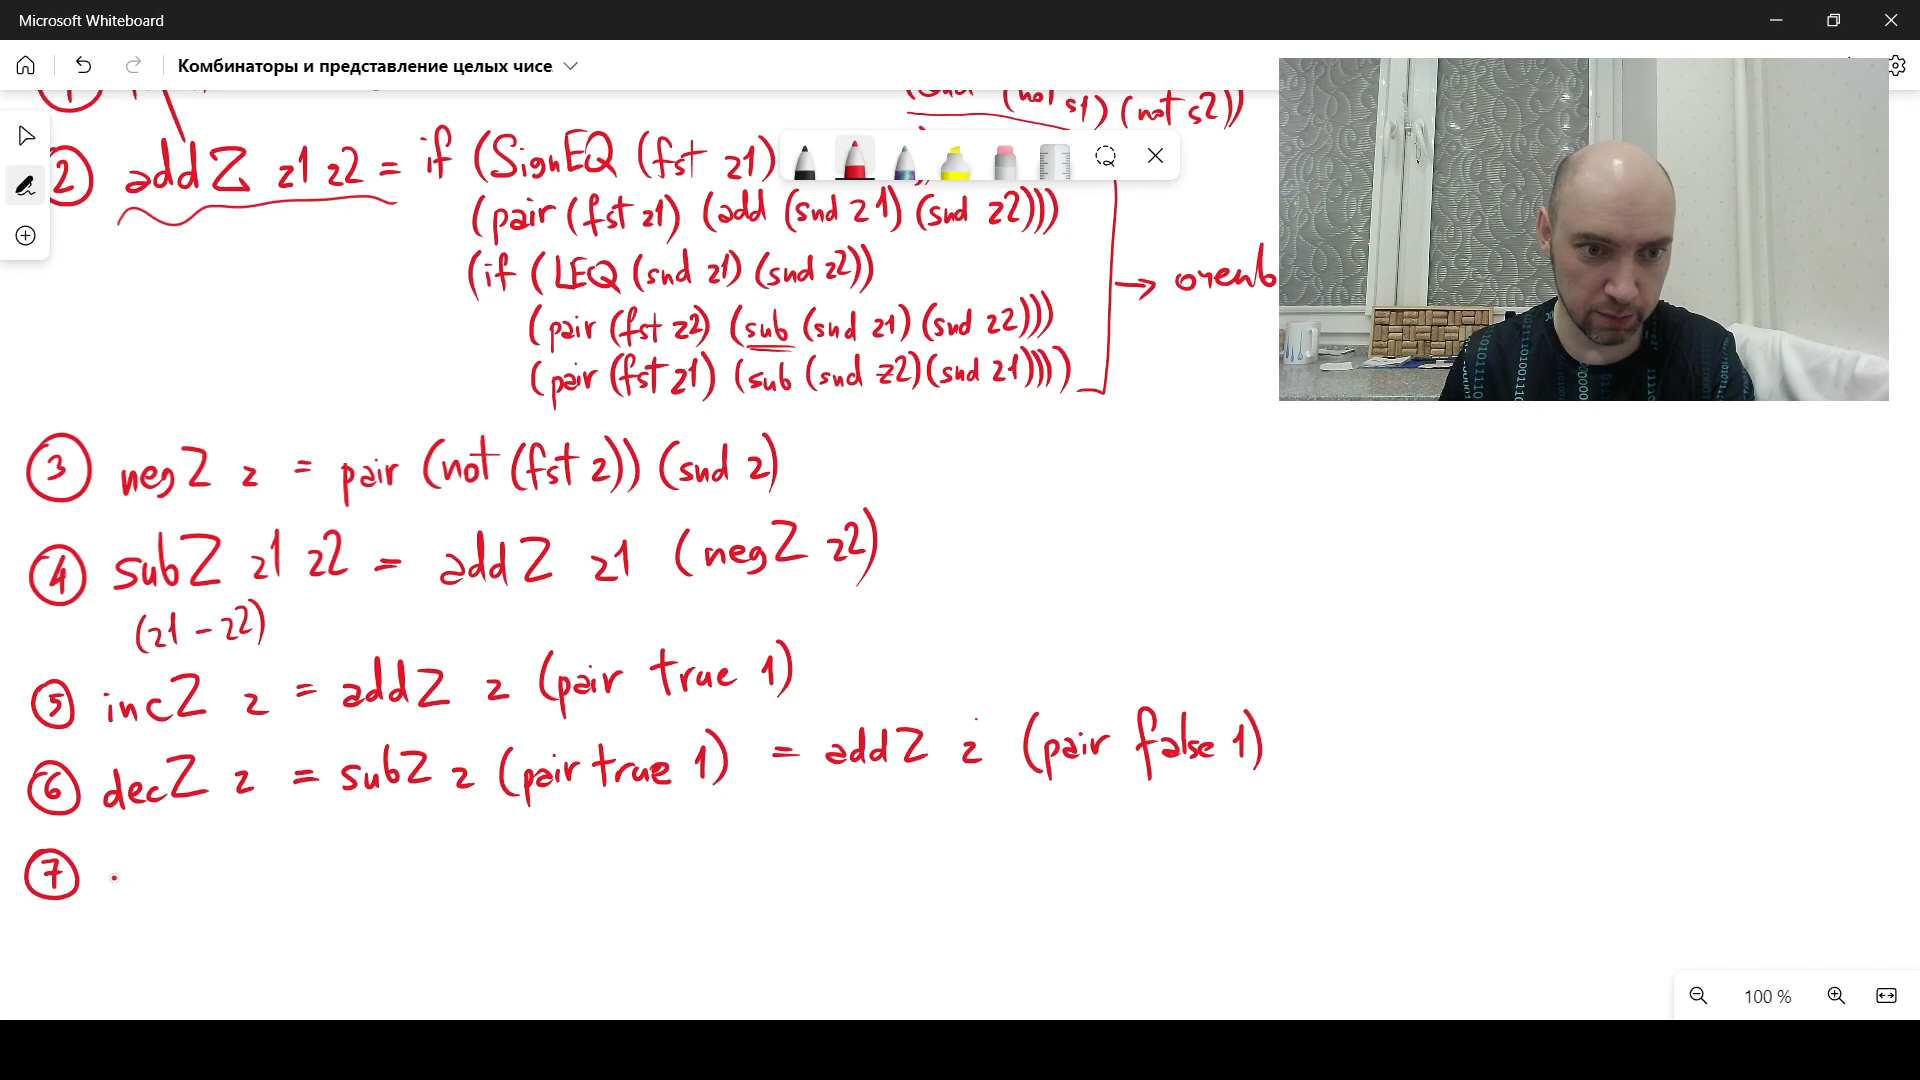 Microsoft Whiteboard
Комбинаторы и представление целых чисе
(not s1) (not s2))
2) addZ z1 z2 = if (SignEQ (fst z1)
(pair (fst z1) (add (snd z1) (snd z2)))
(if (LEQ (snd z1) (snd z2))
→ очень
(pair (fst z2) (sub (snd z1) (snd z2)))
(pair (fst z1) (sub (snd z2) (snd z1))))
3 negZ z = pair (not (fst z)) (snd z)
4 subZ z1 z2 = addZ z1 (negZ z2)
(z1 - z2)
5 incZ z = addZ z (pair true 1)
6 decZ z = subZ z (pair true 1) = addZ z (pair false 1)
7
100 %